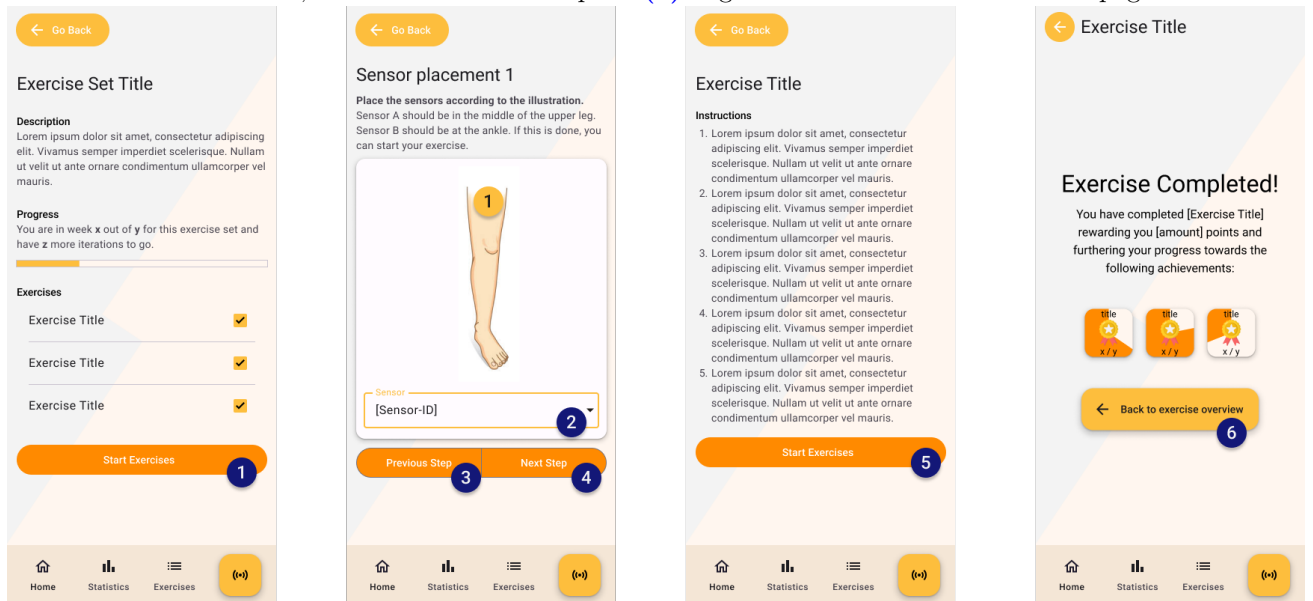 Go Back
Exercise Set Title
Description
Lorem ipsum dolor sit amet, consectetur adipiscing
elit. Vivamus semper imperdiet scelerisque. Nullam
ut velit ut ante ornare condimentum ullamcorper vel
mauris.
Progress
You are in week x out of y for this exercise set and
have z more iterations to go.
Exercises
Exercise Title
Exercise Title
Exercise Title
Start Exercises
1
Home Statistics Exercises
Go Back
Sensor placement 1
Place the sensors according to the illustration.
Sensor A should be in the middle of the upper leg.
Sensor B should be at the ankle. If this is done, you
can start your exercise.
1
Sensor
[Sensor-ID]
2
Previous Step Next Step
3 4
Home Statistics Exercises
Go Back
Exercise Title
Instructions
1. Lorem ipsum dolor sit amet, consectetur
adipiscing elit. Vivamus semper imperdiet
scelerisque. Nullam ut velit ut ante ornare
condimentum ullamcorper vel mauris.
2. Lorem ipsum dolor sit amet, consectetur
adipiscing elit. Vivamus semper imperdiet
scelerisque. Nullam ut velit ut ante ornare
condimentum ullamcorper vel mauris.
3. Lorem ipsum dolor sit amet, consectetur
adipiscing elit. Vivamus semper imperdiet
scelerisque. Nullam ut velit ut ante ornare
condimentum ullamcorper vel mauris.
4. Lorem ipsum dolor sit amet, consectetur
adipiscing elit. Vivamus semper imperdiet
scelerisque. Nullam ut velit ut ante ornare
condimentum ullamcorper vel mauris.
5. Lorem ipsum dolor sit amet, consectetur
adipiscing elit. Vivamus semper imperdiet
scelerisque. Nullam ut velit ut ante ornare
condimentum ullamcorper vel mauris.
Start Exercises
5
Home Statistics Exercises
Exercise Title
Exercise Completed!
You have completed [Exercise Title]
rewarding you [amount] points and
furthering your progress towards the
following achievements:
title title title
x / y x / y x / y
Back to exercise overview
6
Home Statistics Exercises